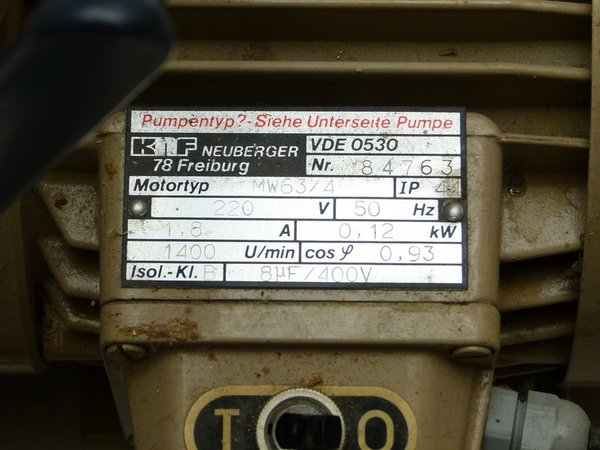 Pumpentyp?-Siehe Unterseite Pumpe
KNF NEUBERGER VDE 0530
78 Freiburg Nr. 84763
Motortyp MW63/4 IP 44
220 V 50 Hz
1,8 A 0,12 kW
1400 U/min cos φ 0,93
Isol.-Kl. B 8µF/400V
I O